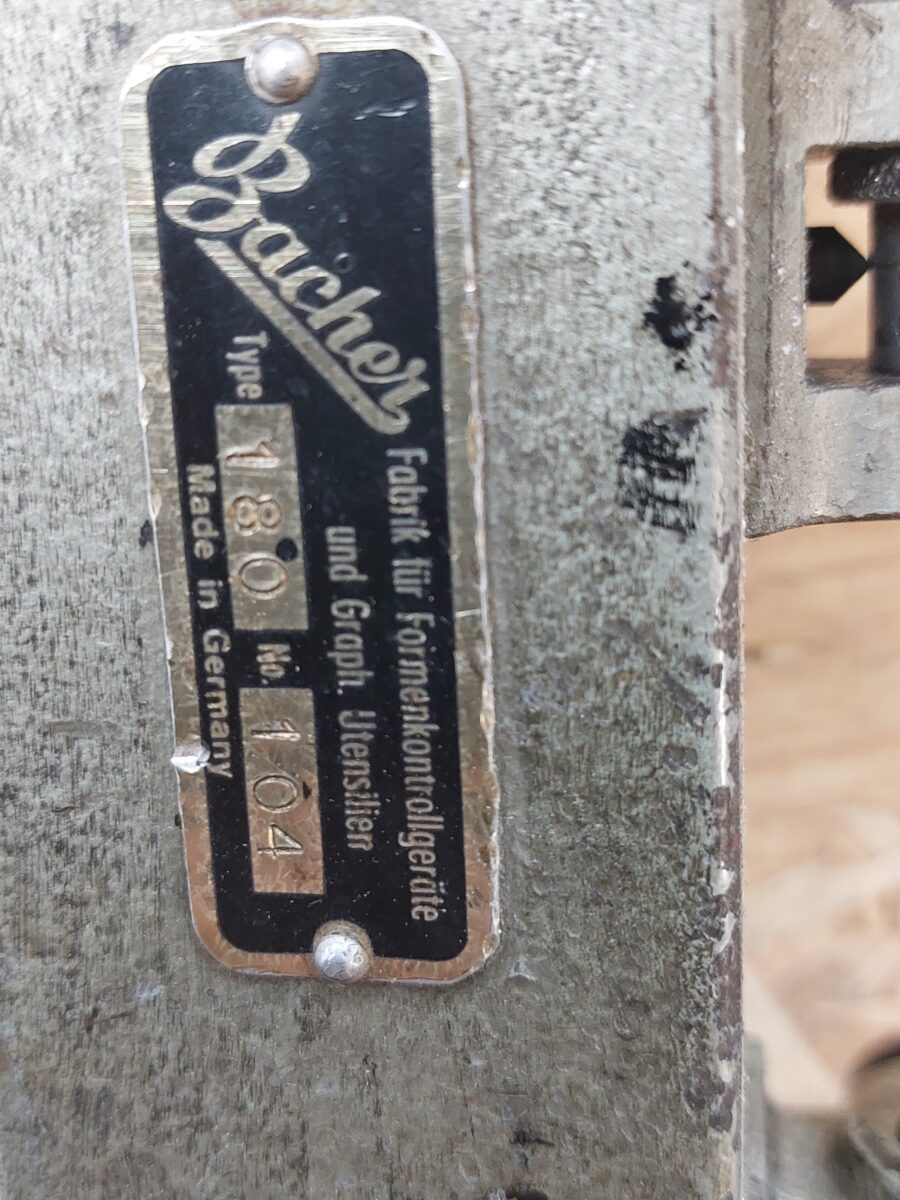 Bacher
Fabrik für Formenkontrollgeräte
und Graph. Utensilien
Type 180 No. 104
Made in Germany